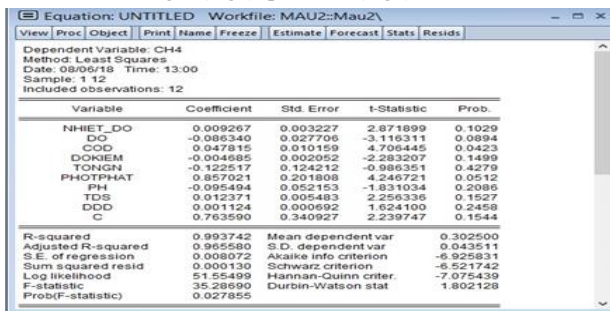 Equation: UNTITLED Workfile: MAU2::Mau2\
View Proc Object Print Name Freeze Estimate Forecast Stats Resids
Dependent Variable: CH4
Method: Least Squares
Date: 08/06/18 Time: 13:00
Sample: 1 12
Included observations: 12
Variable Coefficient Std. Error t-Statistic Prob.
NHIET_DO 0.009267 0.003227 2.871899 0.1029
DO -0.086340 0.027706 -3.116311 0.0894
COD 0.047815 0.010159 4.706445 0.0423
DOKIEM -0.004685 0.002052 -2.283207 0.1499
TONGN -0.122517 0.124212 -0.986351 0.4279
PHOTPHAT 0.857021 0.201808 4.246721 0.0512
PH -0.095494 0.052153 -1.831034 0.2086
TDS 0.012371 0.005483 2.256336 0.1527
DDD 0.001124 0.000692 1.624100 0.2458
C 0.763590 0.340927 2.239747 0.1544
R-squared 0.993742 Mean dependent var 0.302500
Adjusted R-squared 0.965580 S.D. dependent var 0.043511
S.E. of regression 0.008072 Akaike info criterion -6.925831
Sum squared resid 0.000130 Schwarz criterion -6.521742
Log likelihood 51.55499 Hannan-Quinn criter. -7.075439
F-statistic 35.28690 Durbin-Watson stat 1.802128
Prob(F-statistic) 0.027855